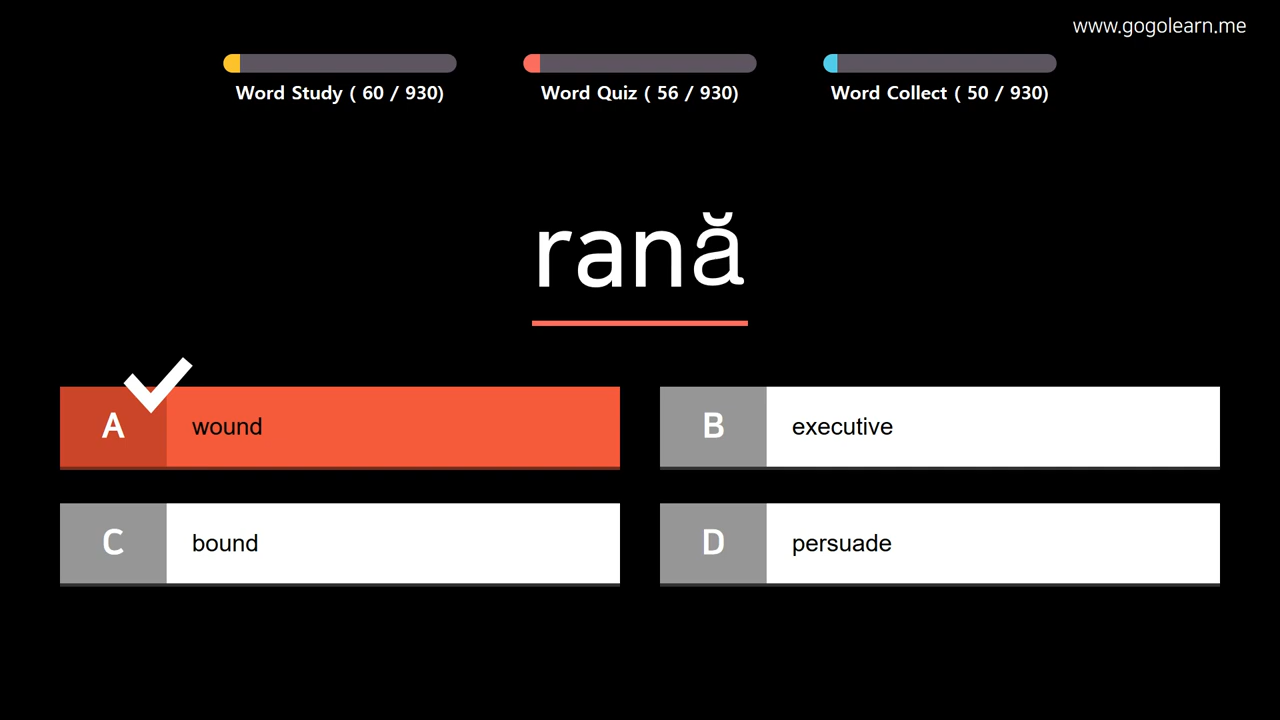 www.gogolearn.me
Word Study ( 60 / 930)
Word Quiz ( 56 / 930)
Word Collect ( 50 / 930)
rană
A wound
B executive
C bound
D persuade